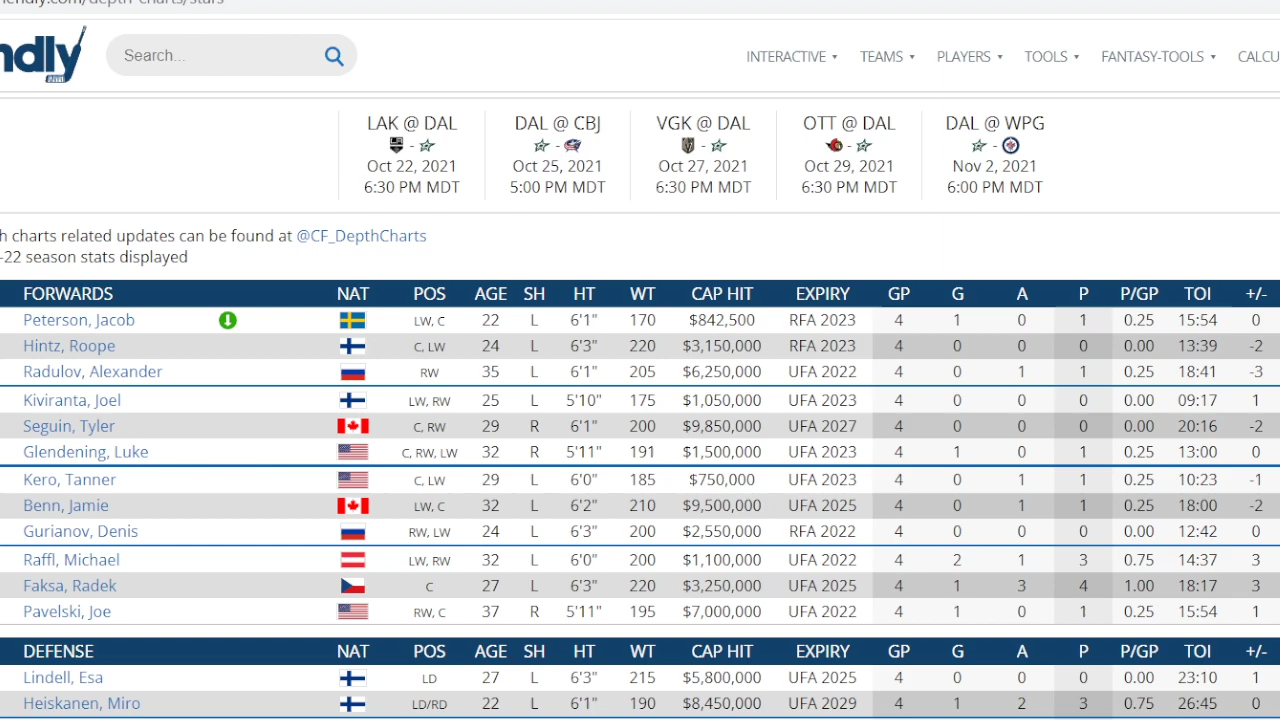 endly
Search...
INTERACTIVE TEAMS PLAYERS TOOLS FANTASY-TOOLS CALCU
LAK @ DAL DAL @ CBJ VGK @ DAL OTT @ DAL DAL @ WPG
- - - - -
Oct 22, 2021 Oct 25, 2021 Oct 27, 2021 Oct 29, 2021 Nov 2, 2021
6:30 PM MDT 5:00 PM MDT 6:30 PM MDT 6:30 PM MDT 6:00 PM MDT
h charts related updates can be found at @CF_DepthCharts
-22 season stats displayed
FORWARDS NAT POS AGE SH HT WT CAP HIT EXPIRY GP G A P P/GP TOI +/-
Peterson, Jacob LW, C 22 L 6'1" 170 $842,500 RFA 2023 4 1 0 1 0.25 15:54 0
Hintz, Roope C, LW 24 L 6'3" 220 $3,150,000 RFA 2023 4 0 0 0 0.00 13:39 -2
Radulov, Alexander RW 35 L 6'1" 205 $6,250,000 UFA 2022 4 0 1 1 0.25 18:41 -3
Kiviranta, Joel LW, RW 25 L 5'10" 175 $1,050,000 UFA 2023 4 0 0 0 0.00 09:17 1
Seguin, Tyler C, RW 29 R 6'1" 200 $9,850,000 UFA 2027 4 0 0 0 0.00 20:16 -2
Glendening, Luke C, RW, LW 32 R 5'11" 191 $1,500,000 UFA 2023 4 1 0 1 0.25 13:00 0
Kero, Tanner C, LW 29 L 6'0" 185 $750,000 UFA 2023 4 0 1 1 0.25 10:23 -1
Benn, Jamie LW, C 32 L 6'2" 210 $9,500,000 UFA 2025 4 0 1 1 0.25 18:00 -2
Gurianov, Denis RW, LW 24 L 6'3" 200 $2,550,000 RFA 2022 4 0 0 0 0.00 12:42 0
Raffl, Michael LW, RW 32 L 6'0" 200 $1,100,000 UFA 2022 4 2 1 3 0.75 14:37 3
Faksa, Radek C 27 L 6'3" 220 $3,250,000 UFA 2025 4 1 3 4 1.00 18:17 3
Pavelski, Joe RW, C 37 R 5'11" 195 $7,000,000 UFA 2022 4 1 0 1 0.25 15:54 1
DEFENSE NAT POS AGE SH HT WT CAP HIT EXPIRY GP G A P P/GP TOI +/-
Lindell, Esa LD 27 L 6'3" 215 $5,800,000 UFA 2025 4 0 0 0 0.00 23:10 1
Heiskanen, Miro LD/RD 22 L 6'1" 190 $8,450,000 UFA 2029 4 1 2 3 0.75 26:45 0